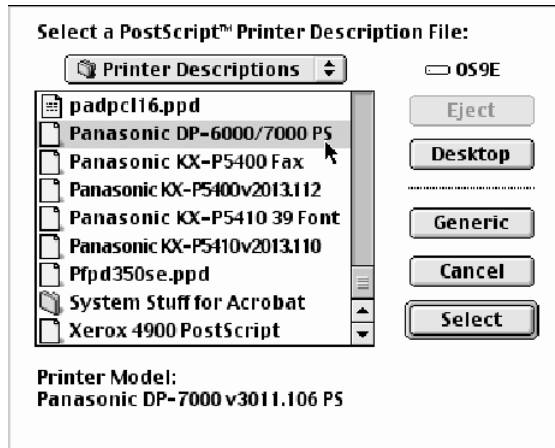 Select a PostScript™ Printer Description File:
Printer Descriptions
OS9E
padpcl16.ppd
Panasonic DP-6000/7000 PS
Panasonic KX-P5400 Fax
Panasonic KX-P5400v2013.112
Panasonic KX-P5410 39 Font
Panasonic KX-P5410v2013.110
Pfpd350se.ppd
System Stuff for Acrobat
Xerox 4900 PostScript
Eject
Desktop
Generic
Cancel
Select
Printer Model:
Panasonic DP-7000 v3011.106 PS